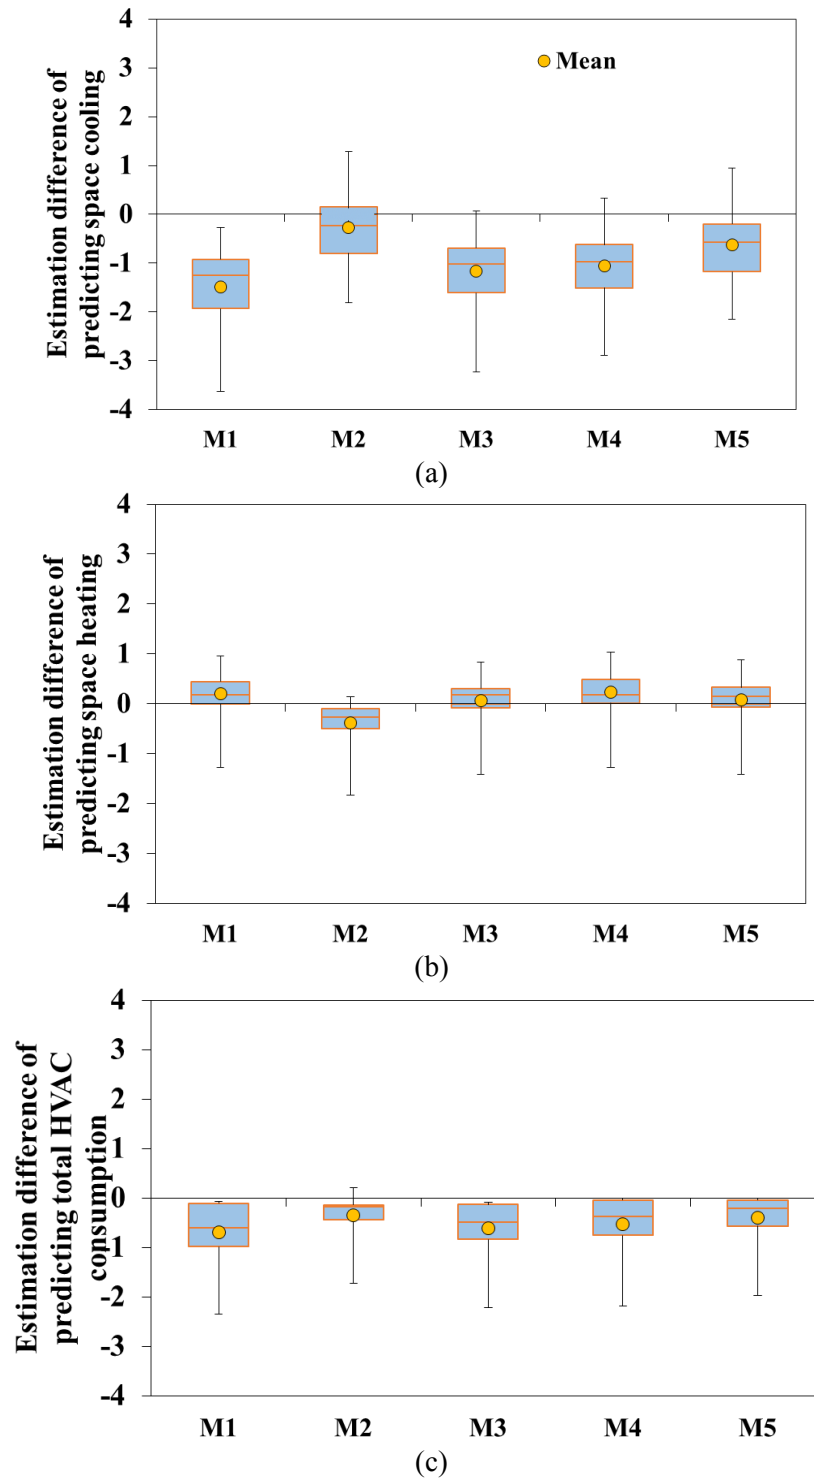 Estimation difference of
predicting space cooling
4
3
2
1
0
-1
-2
-3
-4
Mean
M1 M2 M3 M4 M5
(a)
Estimation difference of
predicting space heating
4
3
2
1
0
-1
-2
-3
-4
M1 M2 M3 M4 M5
(b)
Estimation difference of
predicting total HVAC
consumption
4
3
2
1
0
-1
-2
-3
-4
M1 M2 M3 M4 M5
(c)